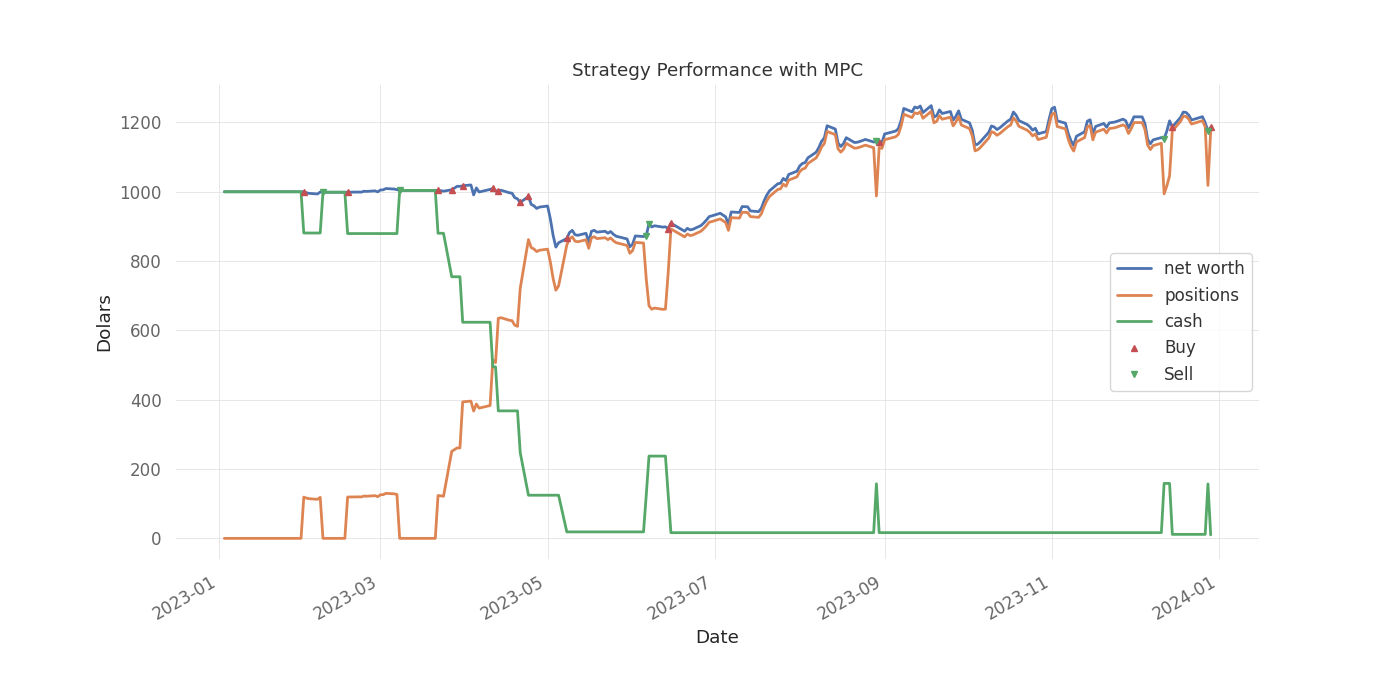 Strategy Performance with MPC
Dolars
1200
1000
800
600
400
200
0
net worth
positions
cash
Buy
Sell
2023-01
2023-03
2023-05
2023-07
2023-09
2023-11
2024-01
Date